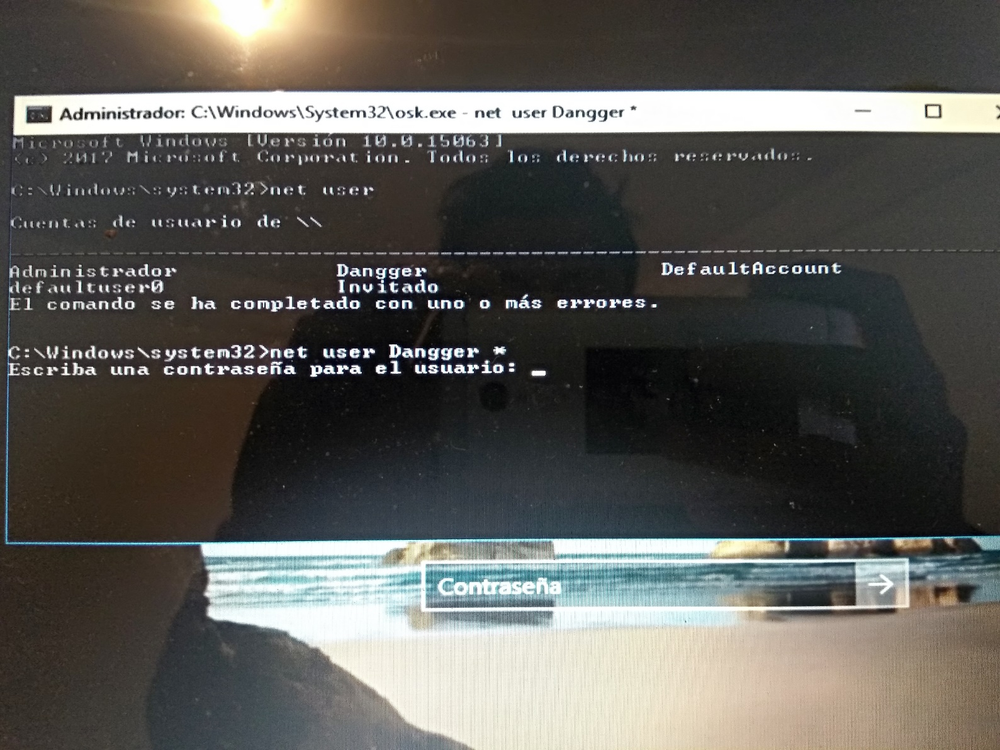 Administrador: C:\Windows\System32\osk.exe - net  user Dangger *
Microsoft Windows [Versión 10.0.15063]
(c) 2017 Microsoft Corporation. Todos los derechos reservados.
C:\Windows\system32>net user
Cuentas de usuario de \\
-------------------------------------------------------------------------------
Administrador Dangger DefaultAccount
defaultuser0 Invitado
El comando se ha completado con uno o más errores.
C:\Windows\system32>net user Dangger *
Escriba una contraseña para el usuario: _
Contraseña